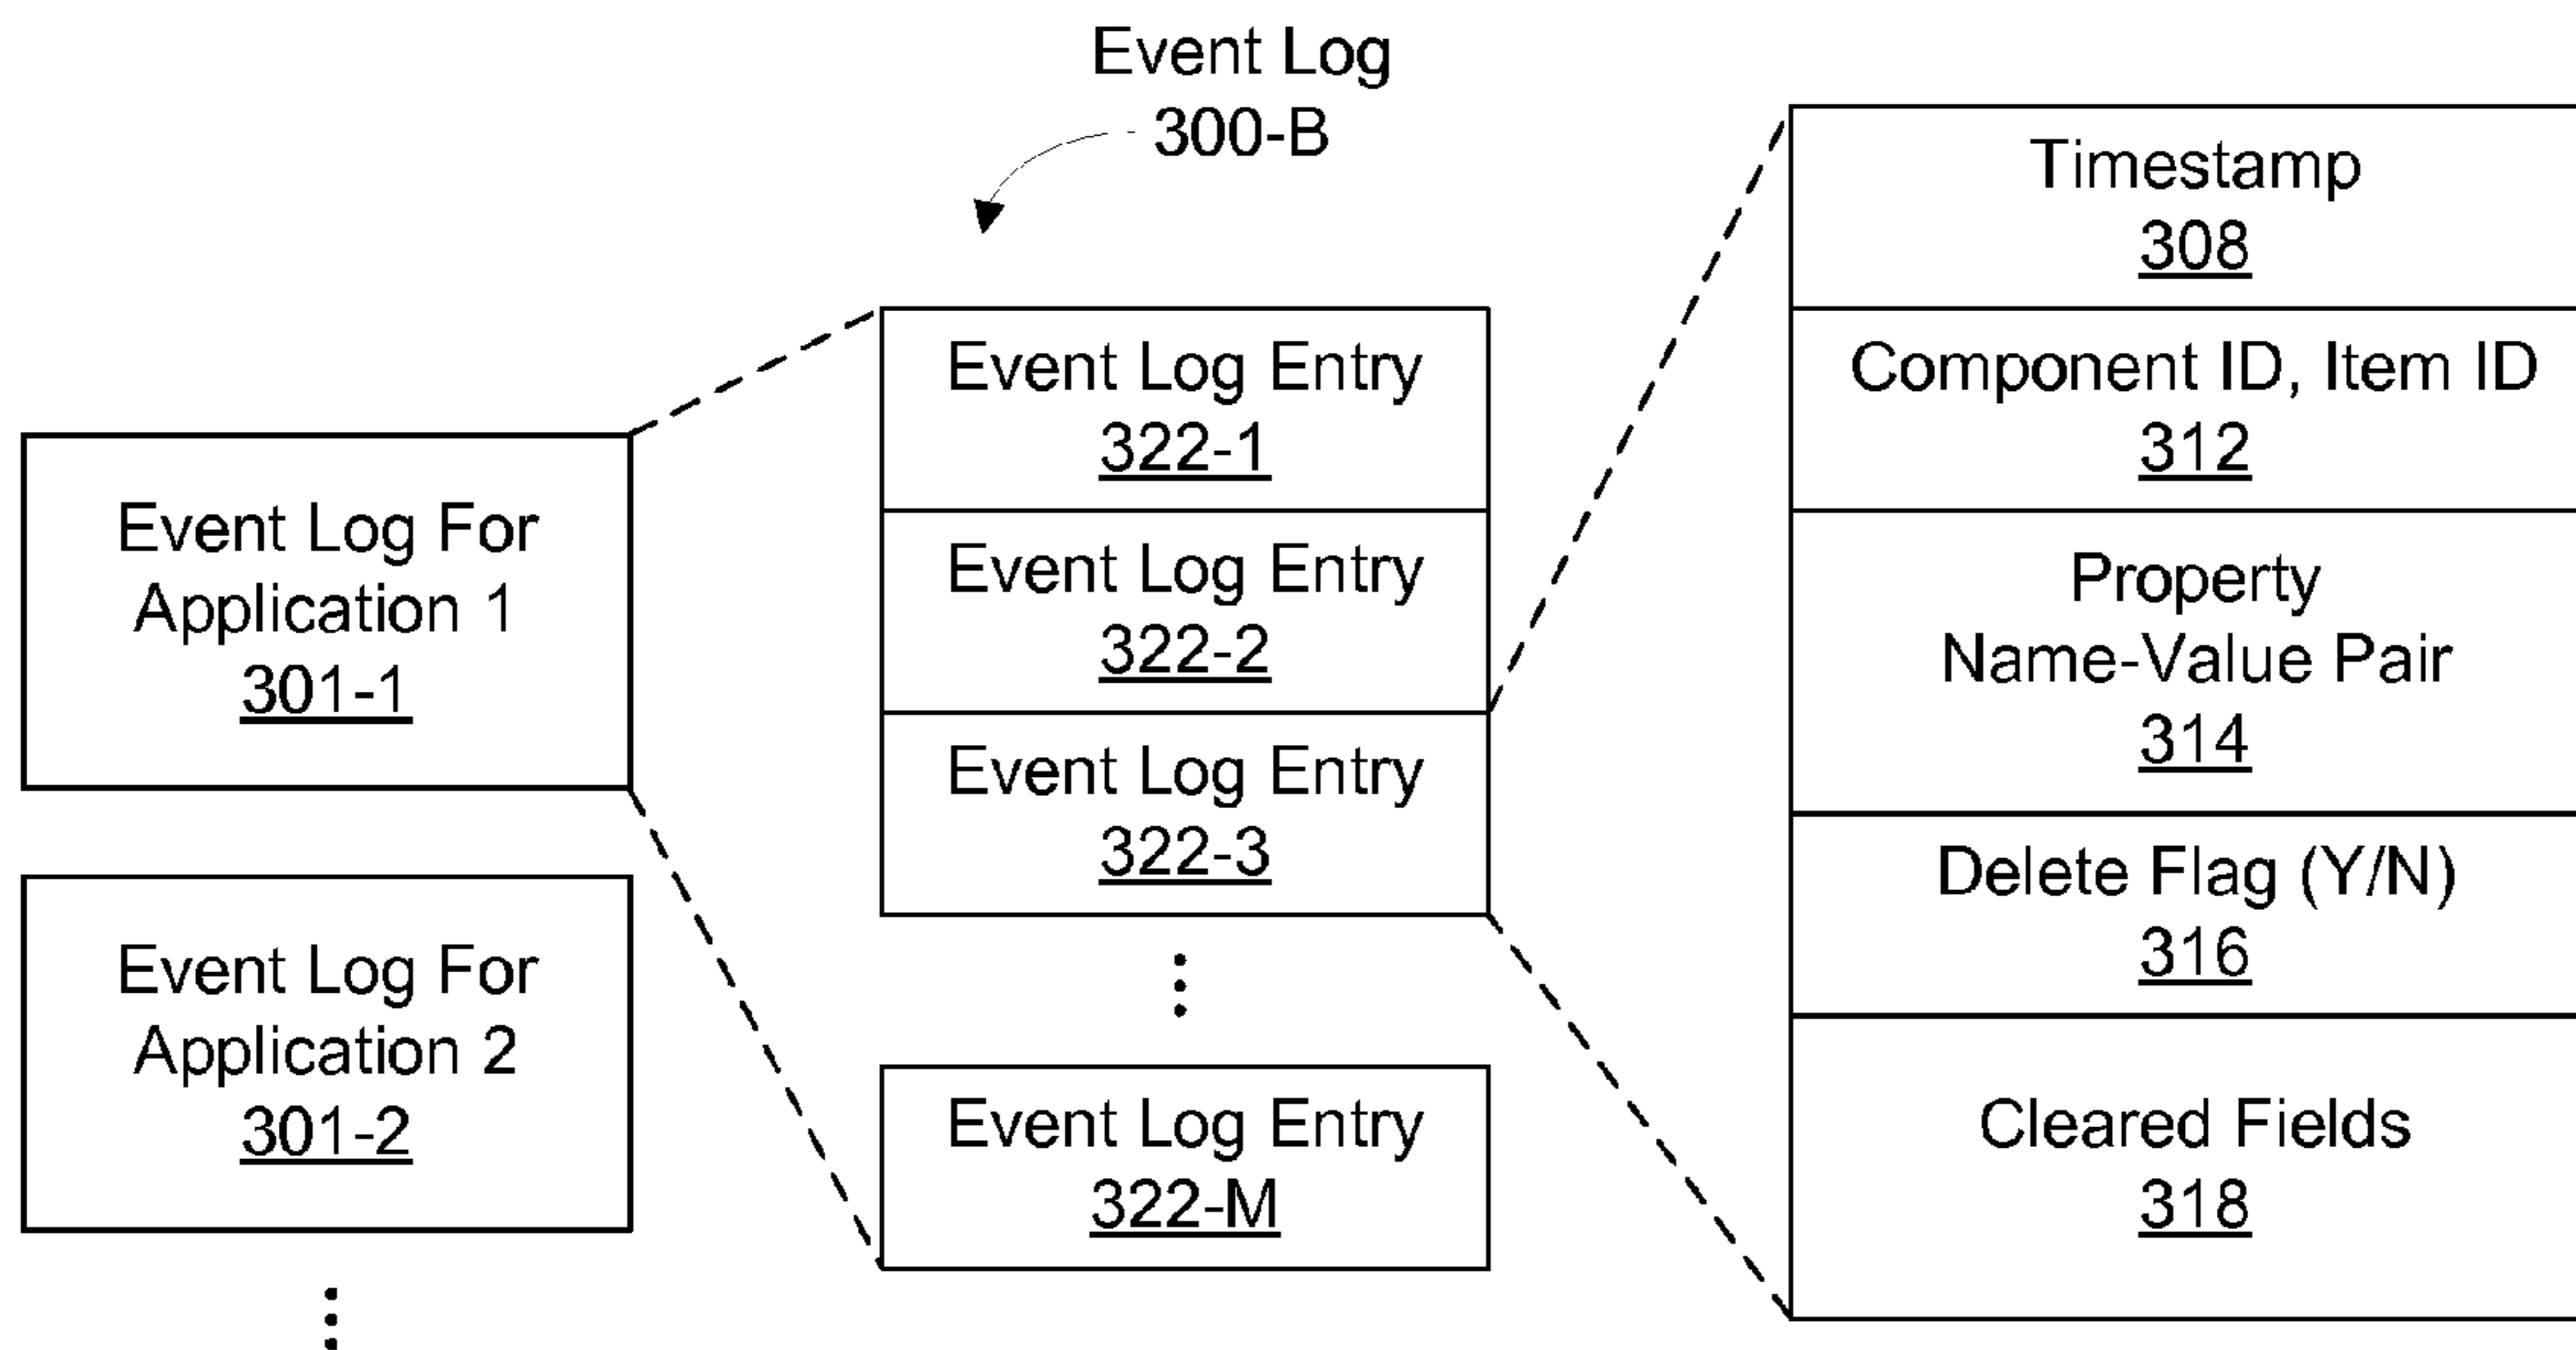 Event Log
300-B
Event Log For
Application 1
301-1
Event Log For
Application 2
301-2
Event Log Entry
322-1
Event Log Entry
322-2
Event Log Entry
322-3
Event Log Entry
322-M
Timestamp
308
Component ID, Item ID
312
Property
Name-Value Pair
314
Delete Flag (Y/N)
316
Cleared Fields
318